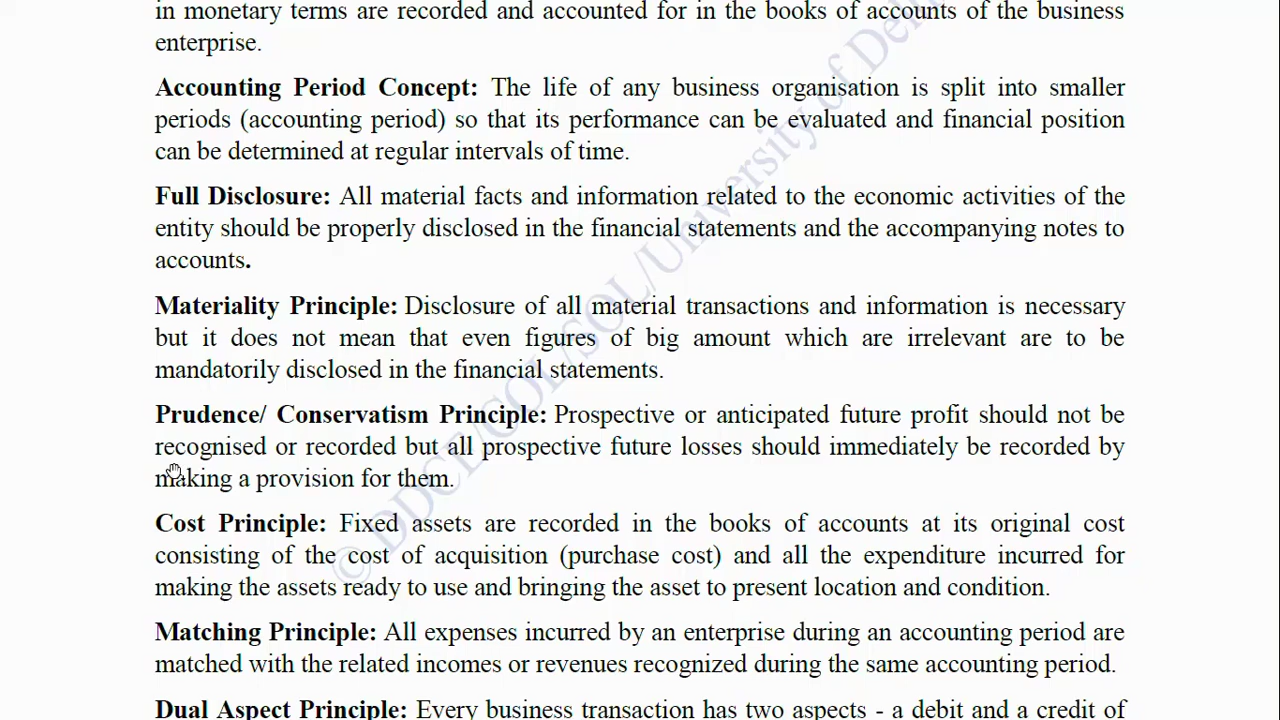 in monetary terms are recorded and accounted for in the books of accounts of the business
enterprise.
Accounting Period Concept: The life of any business organisation is split into smaller
periods (accounting period) so that its performance can be evaluated and financial position
can be determined at regular intervals of time.
Full Disclosure: All material facts and information related to the economic activities of the
entity should be properly disclosed in the financial statements and the accompanying notes to
accounts.
Materiality Principle: Disclosure of all material transactions and information is necessary
but it does not mean that even figures of big amount which are irrelevant are to be
mandatorily disclosed in the financial statements.
Prudence/ Conservatism Principle: Prospective or anticipated future profit should not be
recognised or recorded but all prospective future losses should immediately be recorded by
making a provision for them.
Cost Principle: Fixed assets are recorded in the books of accounts at its original cost
consisting of the cost of acquisition (purchase cost) and all the expenditure incurred for
making the assets ready to use and bringing the asset to present location and condition.
Matching Principle: All expenses incurred by an enterprise during an accounting period are
matched with the related incomes or revenues recognized during the same accounting period.
Dual Aspect Principle: Every business transaction has two aspects - a debit and a credit of
© DDCE/COL/SOL/University of Delh